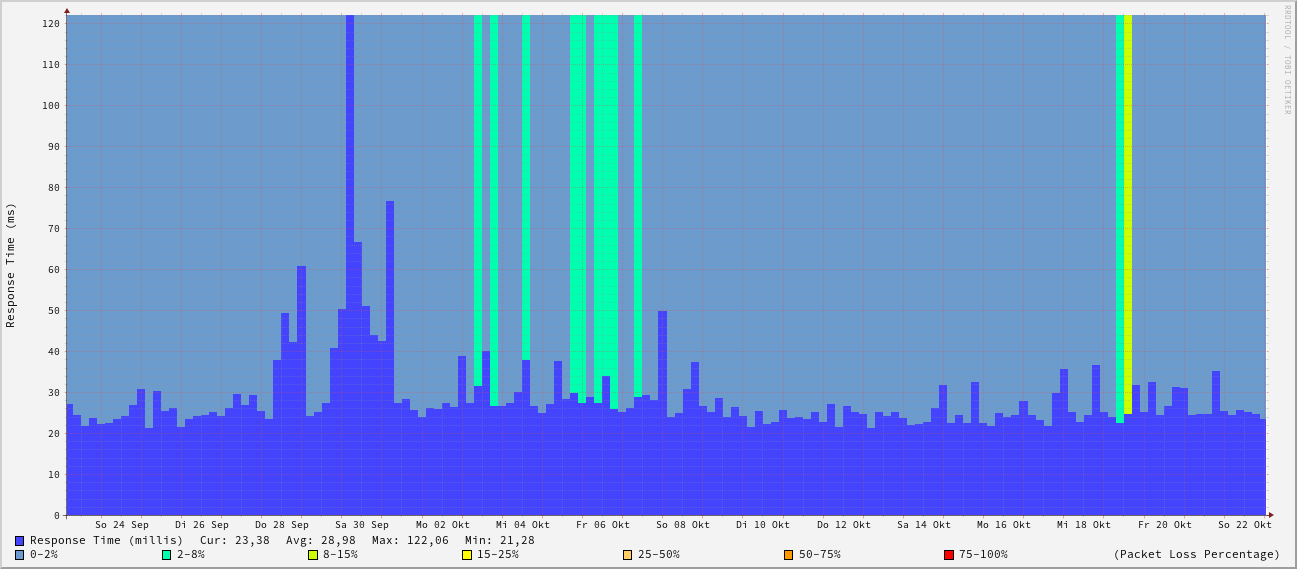 RRDTOOL / TOBI OETIKER
Response Time (ms)
120
110
100
90
80
70
60
50
40
30
20
10
0
So 24 Sep Di 26 Sep Do 28 Sep Sa 30 Sep Mo 02 Okt Mi 04 Okt Fr 06 Okt So 08 Okt Di 10 Okt Do 12 Okt Sa 14 Okt Mo 16 Okt Mi 18 Okt Fr 20 Okt So 22 Okt
Response Time (millis) Cur: 23,38 Avg: 28,98 Max: 122,06 Min: 21,28
0-2% 2-8% 8-15% 15-25% 25-50% 50-75% 75-100% (Packet Loss Percentage)